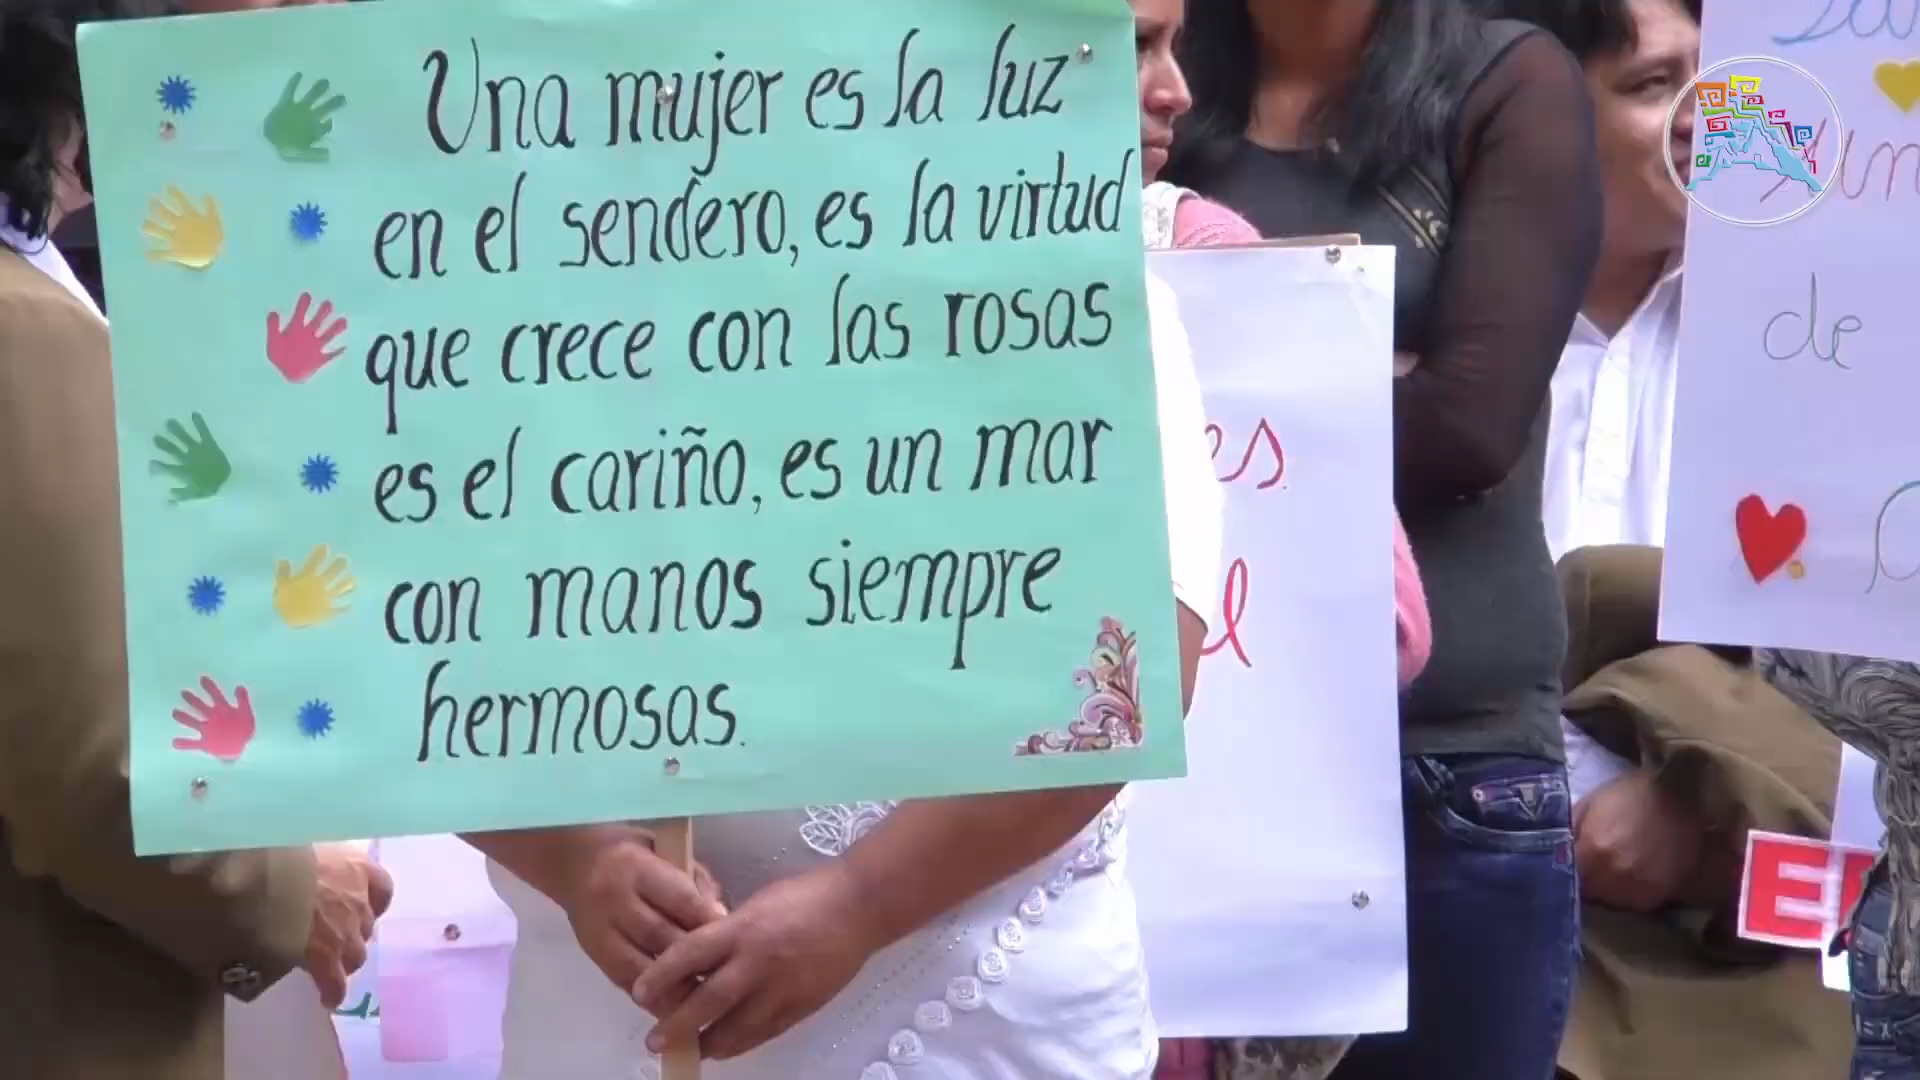 Una mujer es la luz
en el sendero, es la virtud
que crece con las rosas
es el cariño, es un mar
con manos siempre
hermosas.
de